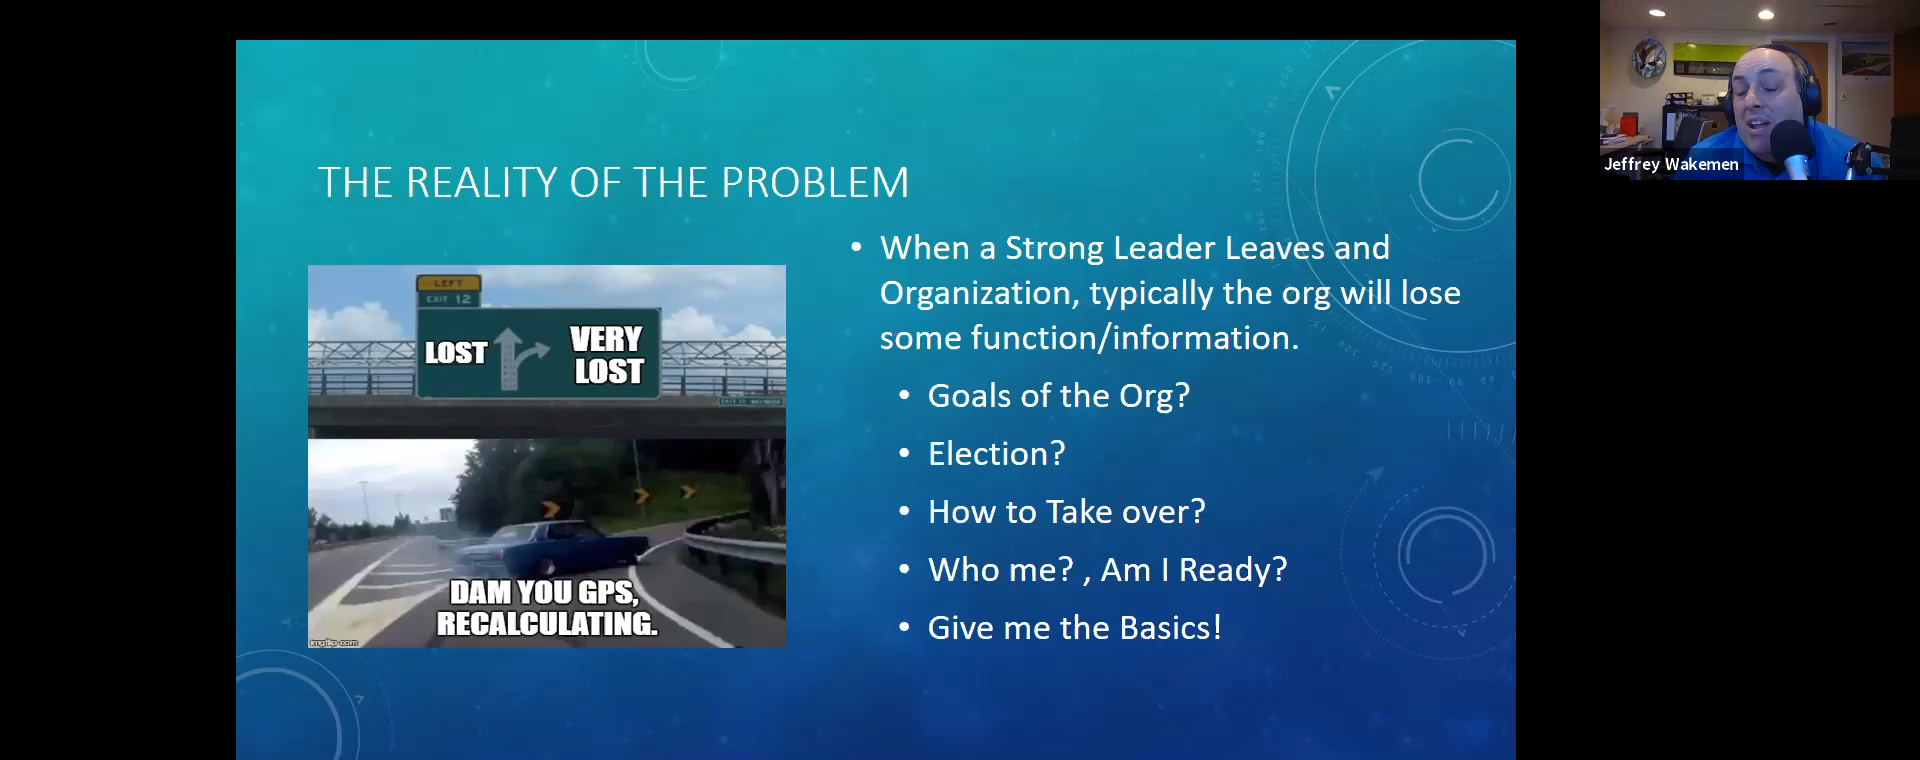 THE REALITY OF THE PROBLEM
LEFT
EXIT 12
LOST
VERY
LOST
DAM YOU GPS,
RECALCULATING.
imgflip.com
• When a Strong Leader Leaves and
Organization, typically the org will lose
some function/information.
• Goals of the Org?
• Election?
• How to Take over?
• Who me? , Am I Ready?
• Give me the Basics!
Jeffrey Wakemen